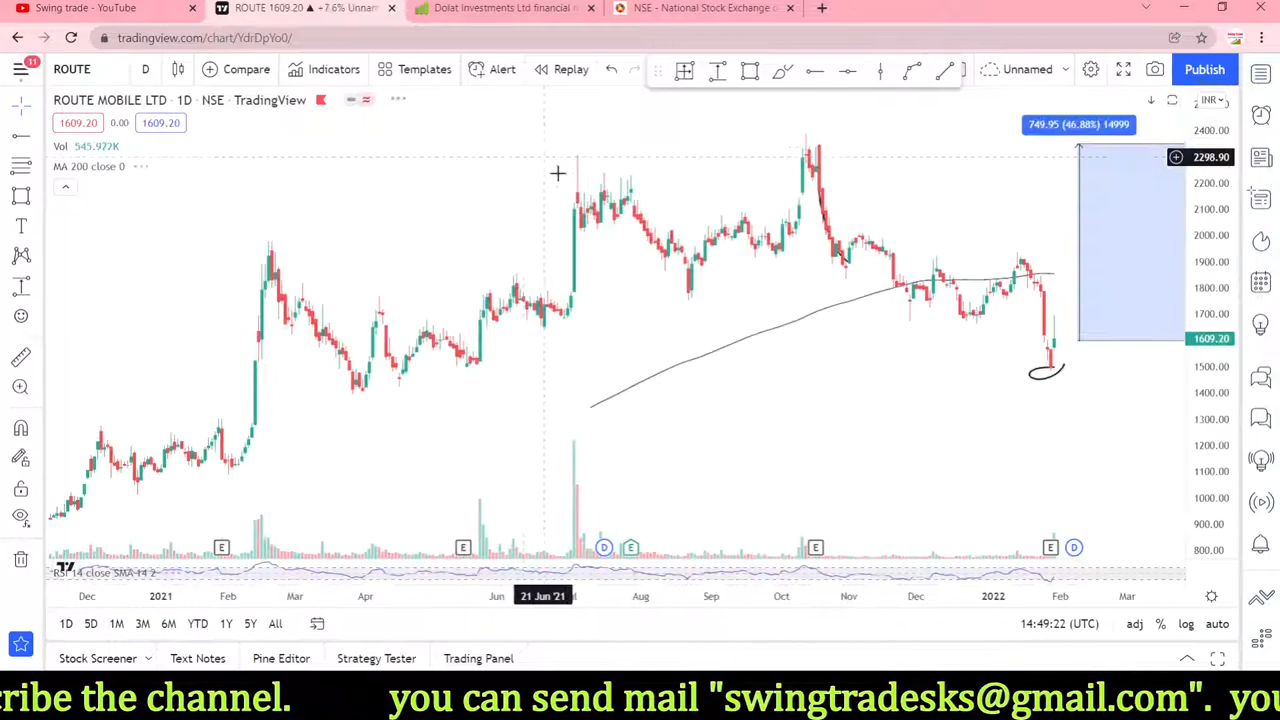 Swing trade - YouTube
ROUTE 1609.20 ▲ +7.6% Unnam
Dolat Investments Ltd financial r
NSE - National Stock Exchange o
tradingview.com/chart/YdrDpYo0/
11
ROUTE
D
Compare
Indicators
Templates
Alert
Replay
Unnamed
Publish
ROUTE MOBILE LTD · 1D · NSE · TradingView
INR
1609.20
0.00
1609.20
Vol 545.977K
MA 200 close 0
749.95 (46.88%) 14999
2400.00
2298.90
2200.00
2100.00
2000.00
1900.00
1800.00
1700.00
1609.20
1500.00
1400.00
1300.00
1200.00
1100.00
1000.00
900.00
800.00
E
E
D
E
E
E
D
RSI 14 close SMA 14 2
Dec
2021
Feb
Mar
Apr
Jun
21 Jun '21
Aug
Sep
Oct
Nov
Dec
2022
Feb
Mar
1D
5D
1M
3M
6M
YTD
1Y
5Y
All
14:49:22 (UTC)
adj
%
log
auto
Stock Screener
Text Notes
Pine Editor
Strategy Tester
Trading Panel
cribe the channel.
you can send mail "swingtradesks@gmail.com".
you